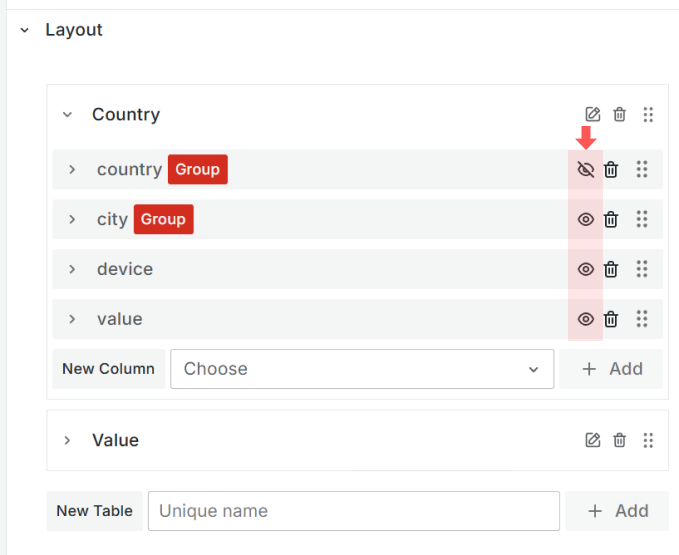 Layout
Country
country Group
city Group
device
value
New Column Choose Add
Value
New Table Unique name Add